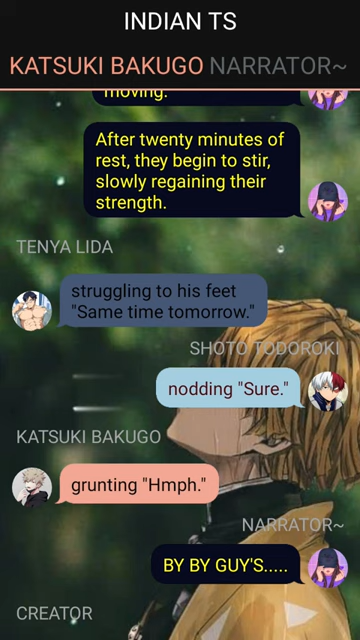 INDIAN TS
KATSUKI BAKUGO NARRATOR~
moving.
After twenty minutes of
rest, they begin to stir,
slowly regaining their
strength.
TENYA LIDA
struggling to his feet
"Same time tomorrow."
SHOTO TODOROKI
nodding "Sure."
KATSUKI BAKUGO
grunting "Hmph."
NARRATOR~
BY BY GUY'S.....
CREATOR